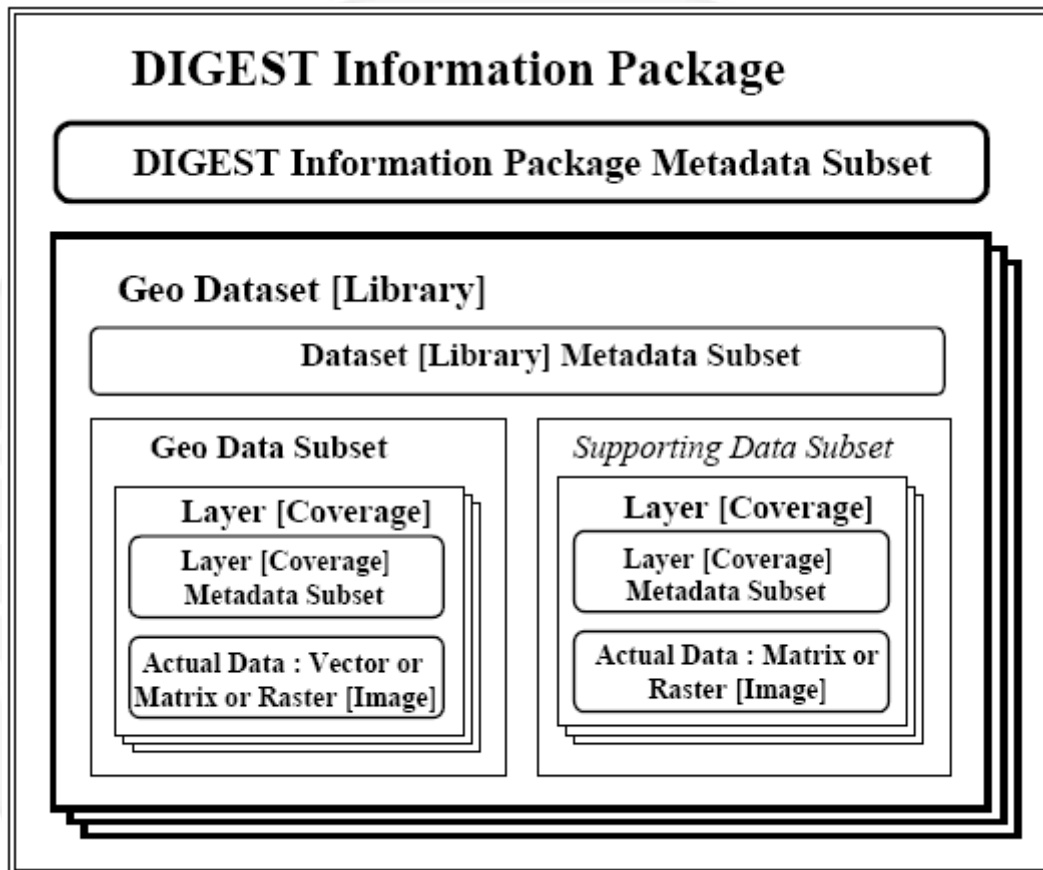 DIGEST Information Package
DIGEST Information Package Metadata Subset
Geo Dataset [Library]
Dataset [Library] Metadata Subset
Geo Data Subset
Layer [Coverage]
Layer [Coverage]
Metadata Subset
Actual Data : Vector or
Matrix or Raster [Image]
Supporting Data Subset
Layer [Coverage]
Layer [Coverage]
Metadata Subset
Actual Data : Matrix or
Raster [Image]